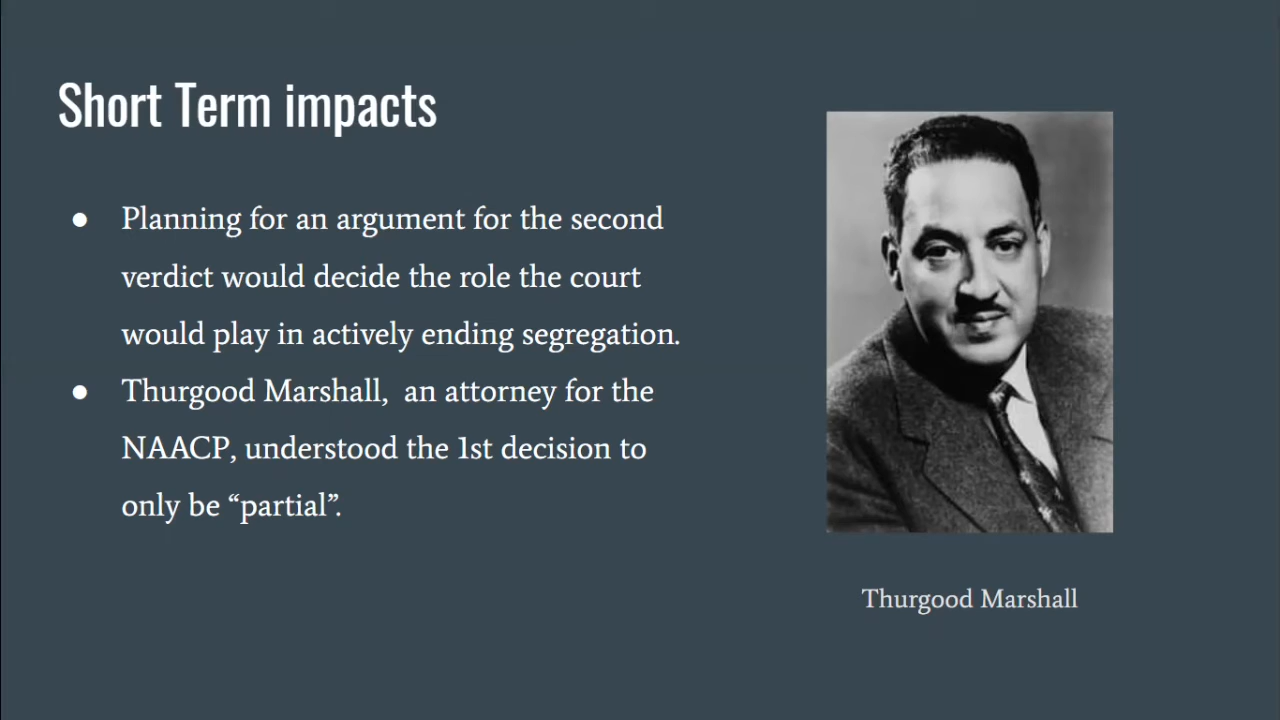 Short Term impacts
● Planning for an argument for the second
verdict would decide the role the court
would play in actively ending segregation.
● Thurgood Marshall,  an attorney for the
NAACP, understood the 1st decision to
only be “partial”.
Thurgood Marshall